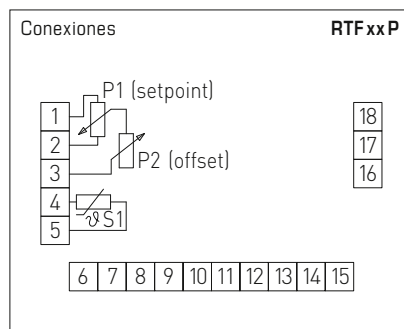 Conexiones RTFxxP
P1 (setpoint)
1
2
3
4
5
P2 (offset)
ϑ S1
18
17
16
6 7 8 9 10 11 12 13 14 15